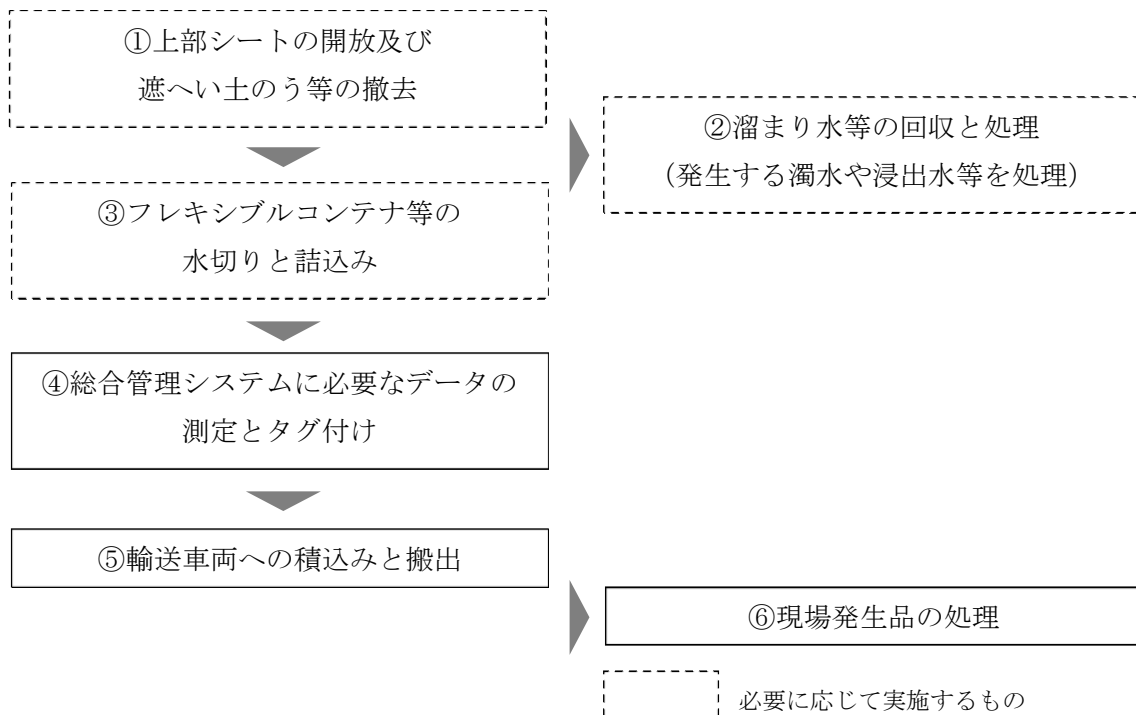 ①上部シートの開放及び
遮へい土のう等の撤去
②溜まり水等の回収と処理
（発生する濁水や浸出水等を処理）
③フレキシブルコンテナ等の
水切りと詰込み
④総合管理システムに必要なデータの
測定とタグ付け
⑤輸送車両への積込みと搬出
⑥現場発生品の処理
必要に応じて実施するもの